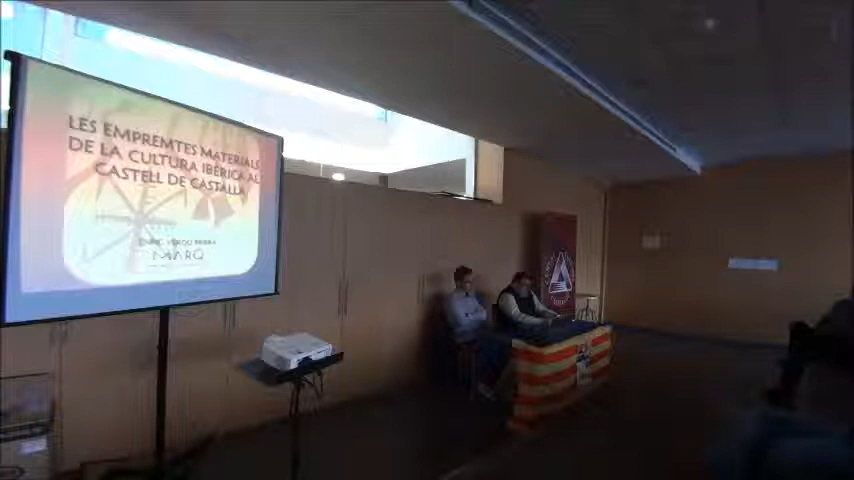 LES EMPREMTES MATERIALS
DE LA CULTURA IBÈRICA AL
CASTELL DE CASTALLA
MARQ